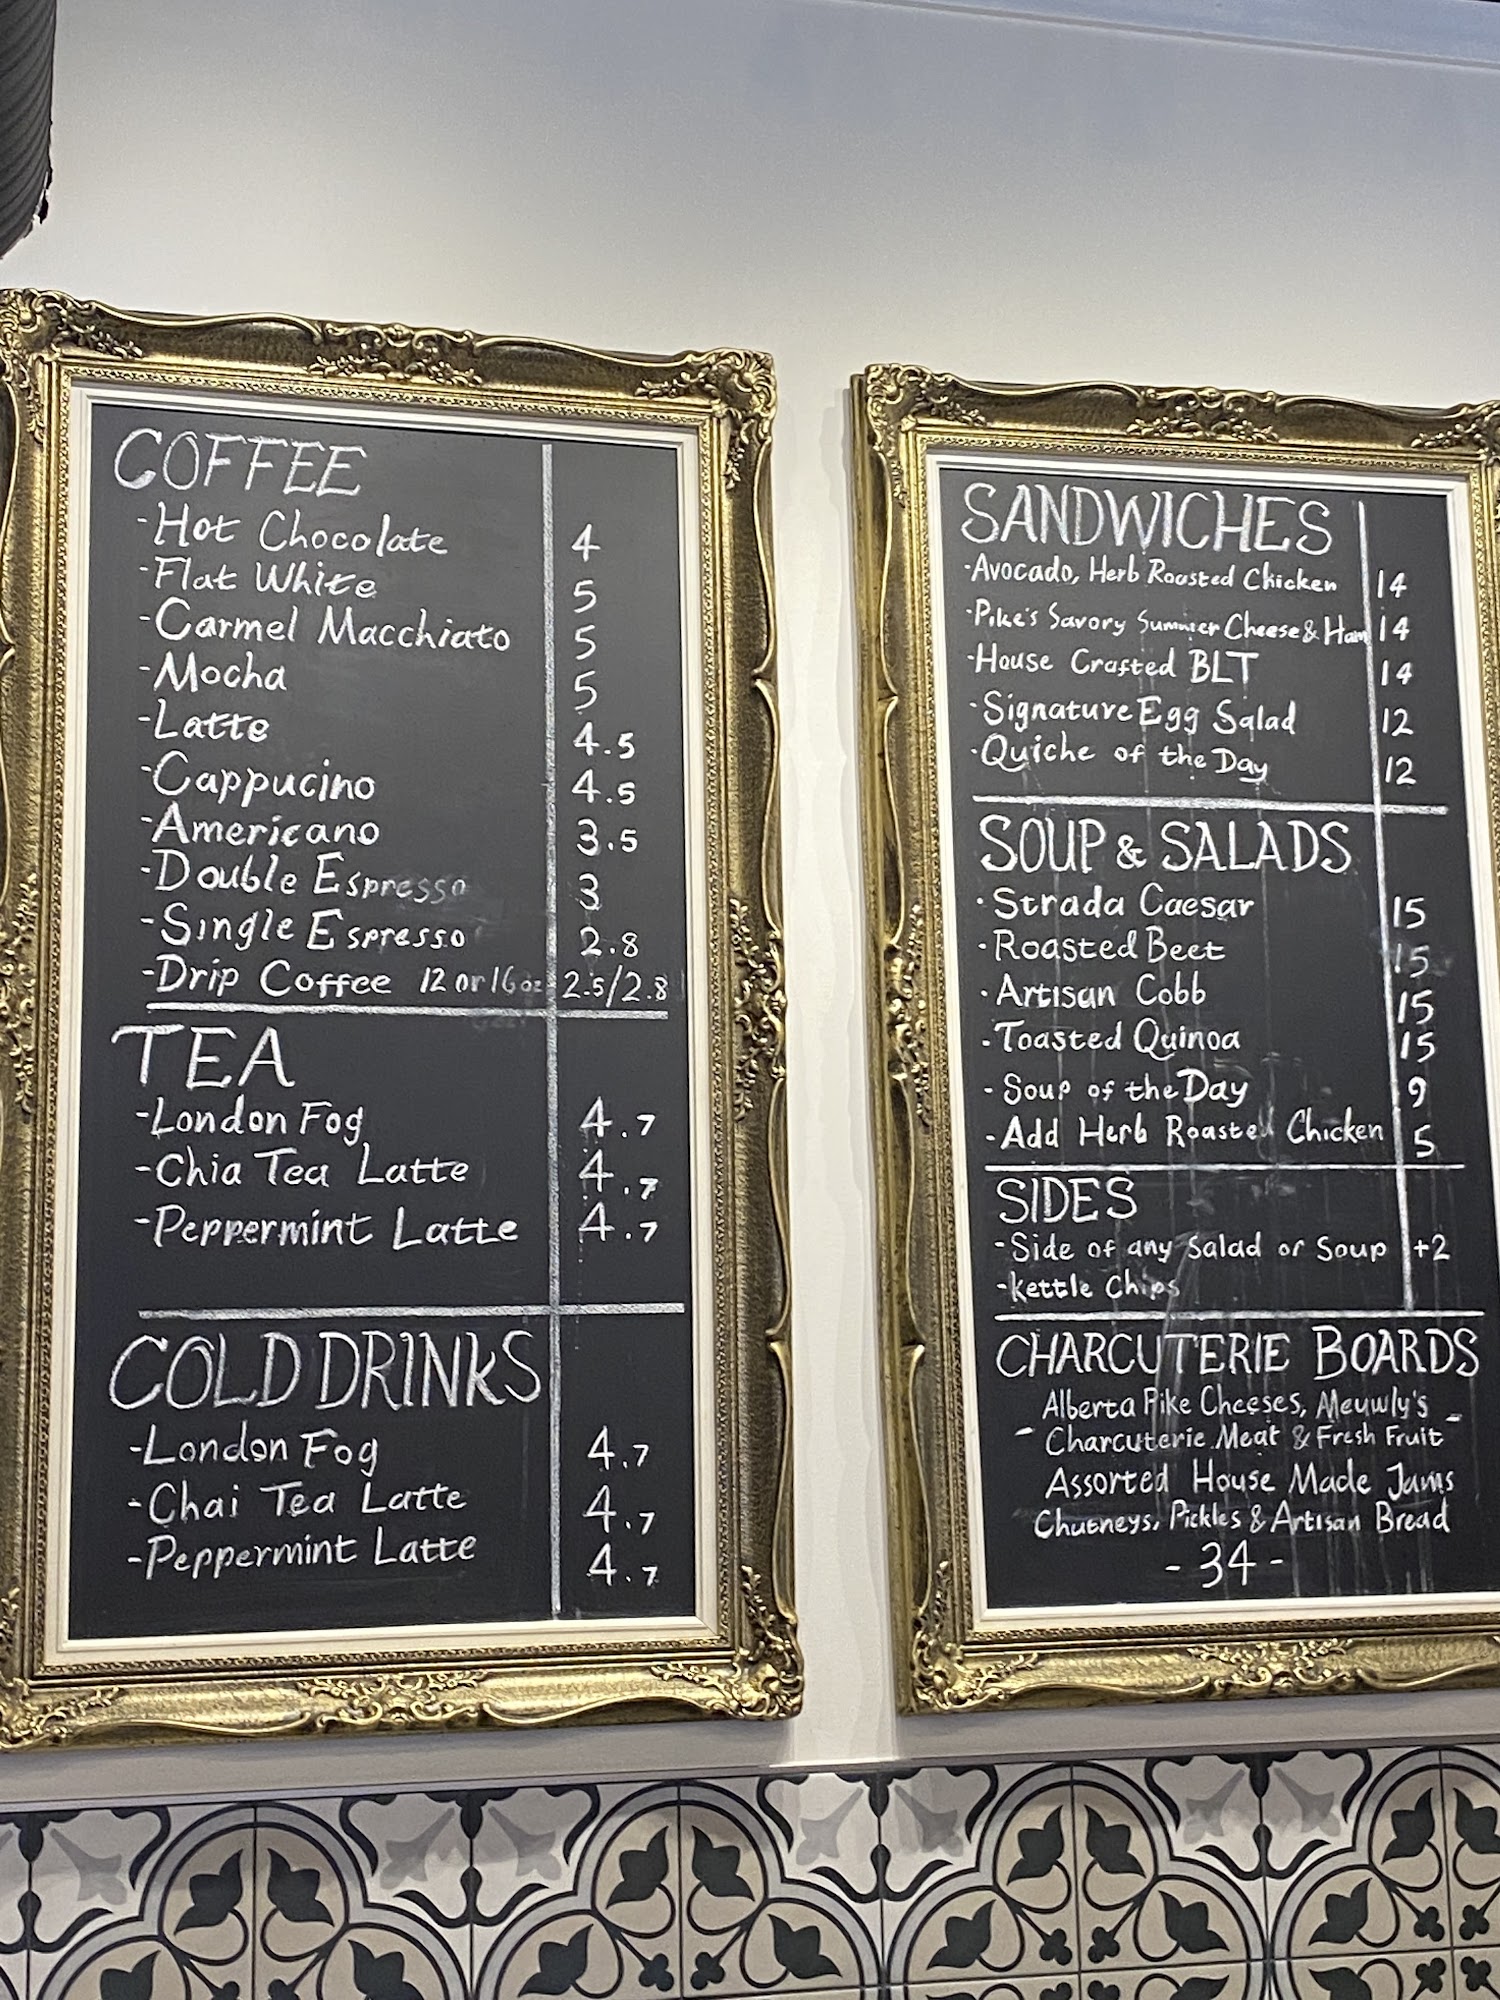 COFFEE
-Hot Chocolate 4
-Flat White 5
-Carmel Macchiato 5
-Mocha 5
-Latte 4.5
-Cappucino 4.5
-Americano 3.5
-Double Espresso 3
-Single Espresso 2.8
-Drip Coffee 12 or 16oz 2.5/2.8
TEA
-London Fog 4.7
-Chia Tea Latte 4.7
-Peppermint Latte 4.7
COLD DRINKS
-London Fog 4.7
-Chai Tea Latte 4.7
-Peppermint Latte 4.7
SANDWICHES
-Avocado, Herb Roasted Chicken 14
-Pike's Savory Summer Cheese & Ham 14
-House Crafted BLT 14
-Signature Egg Salad 12
-Quiche of the Day 12
SOUP & SALADS
-Strada Caesar 15
-Roasted Beet 15
-Artisan Cobb 15
-Toasted Quinoa 15
-Soup of the Day 9
-Add Herb Roasted Chicken 5
SIDES
-Side of any Salad or Soup +2
-Kettle Chips
CHARCUTERIE BOARDS
Alberta Pike Cheeses, Meuwly's
- Charcuterie Meat & Fresh Fruit -
Assorted House Made Jams
Chutneys, Pickles & Artisan Bread
-34-